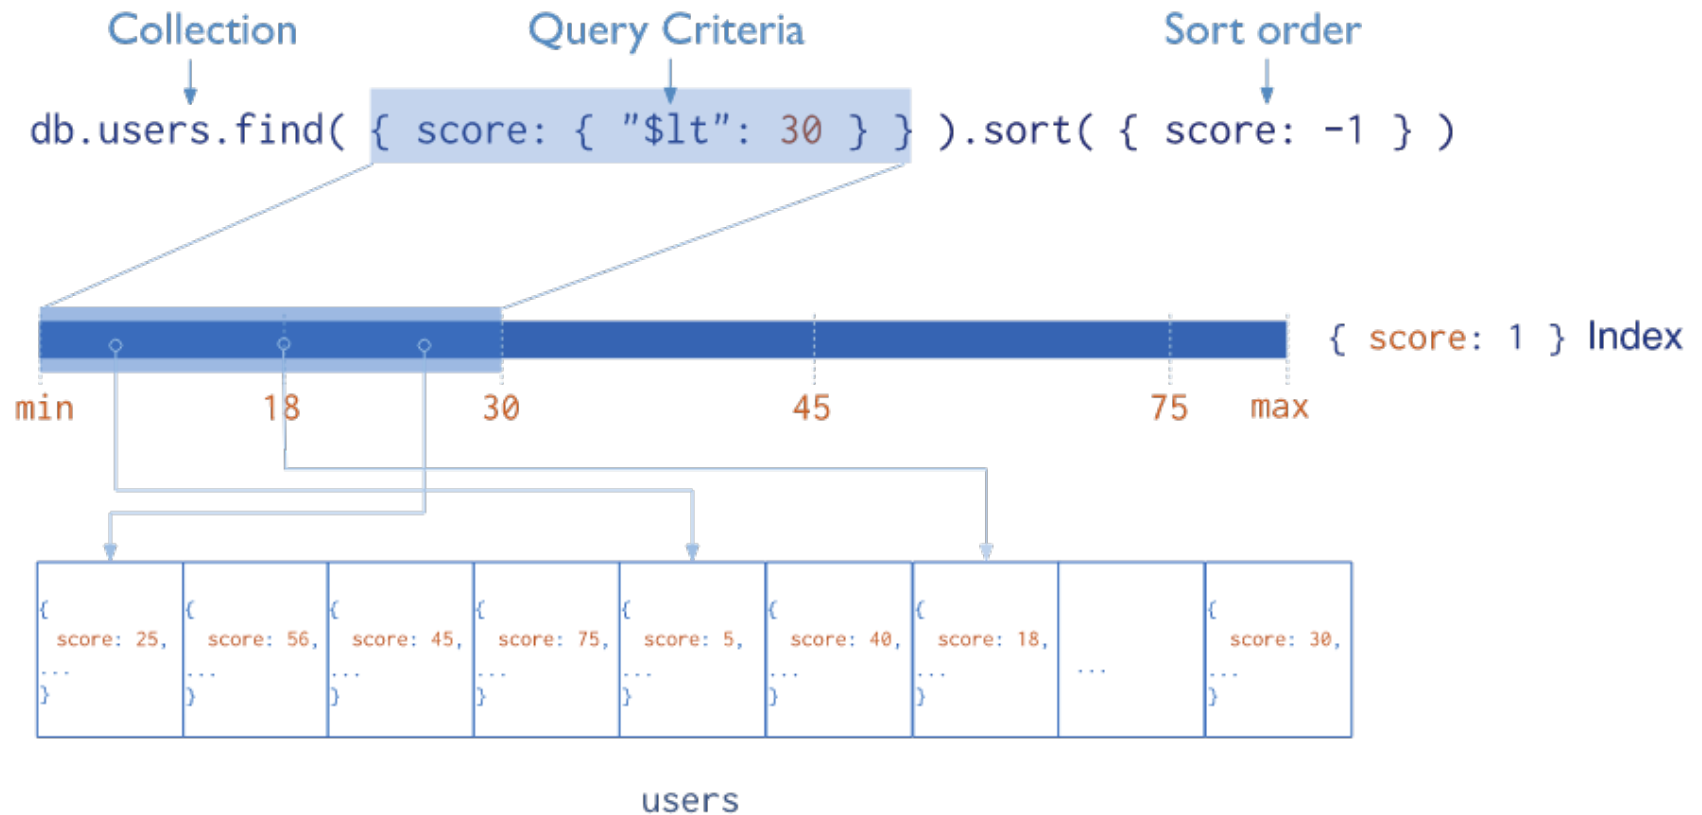 Collection Query Criteria Sort order
db.users.find( { score: { "$lt": 30 } } ).sort( { score: -1 } )
{ score: 1 } Index
min 18 30 45 75 max
{ { { { { { { {
score: 25, score: 56, score: 45, score: 75, score: 5, score: 40, score: 18, score: 30,
... ... ... ... ... ... ... ... ...
} } } } } } } }
users